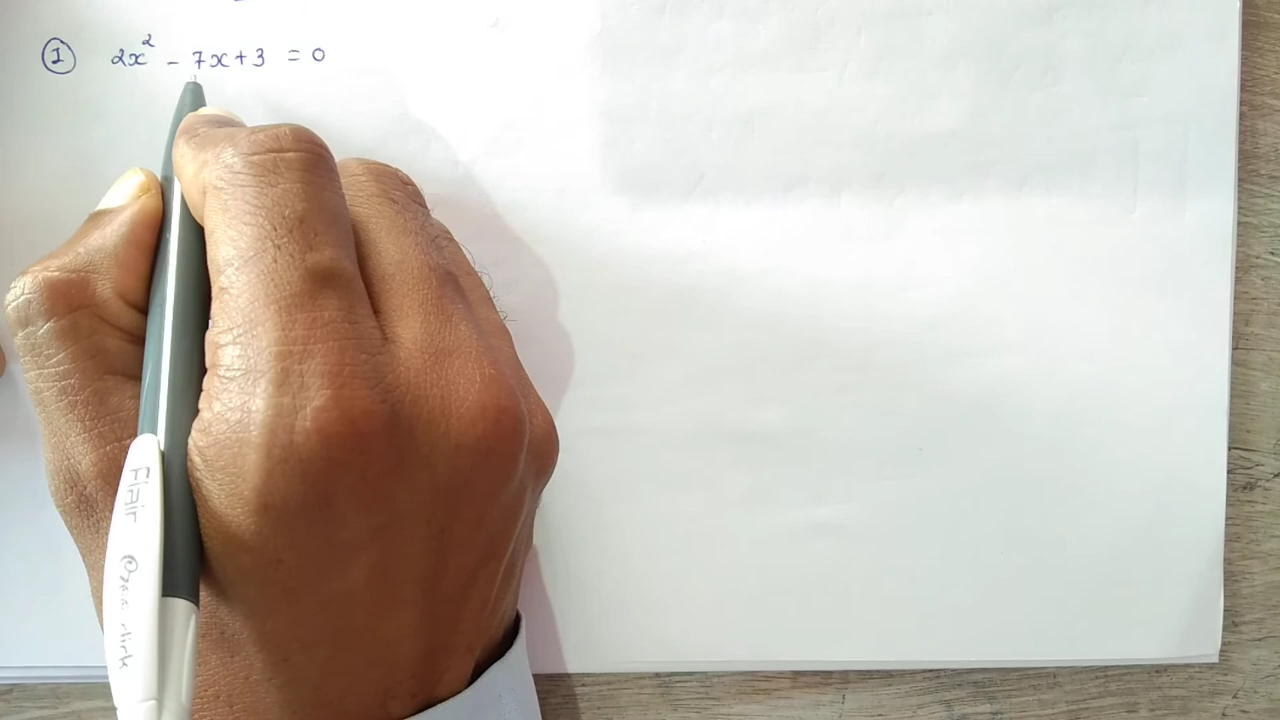 ① 2x² - 7x + 3 = 0
Flair